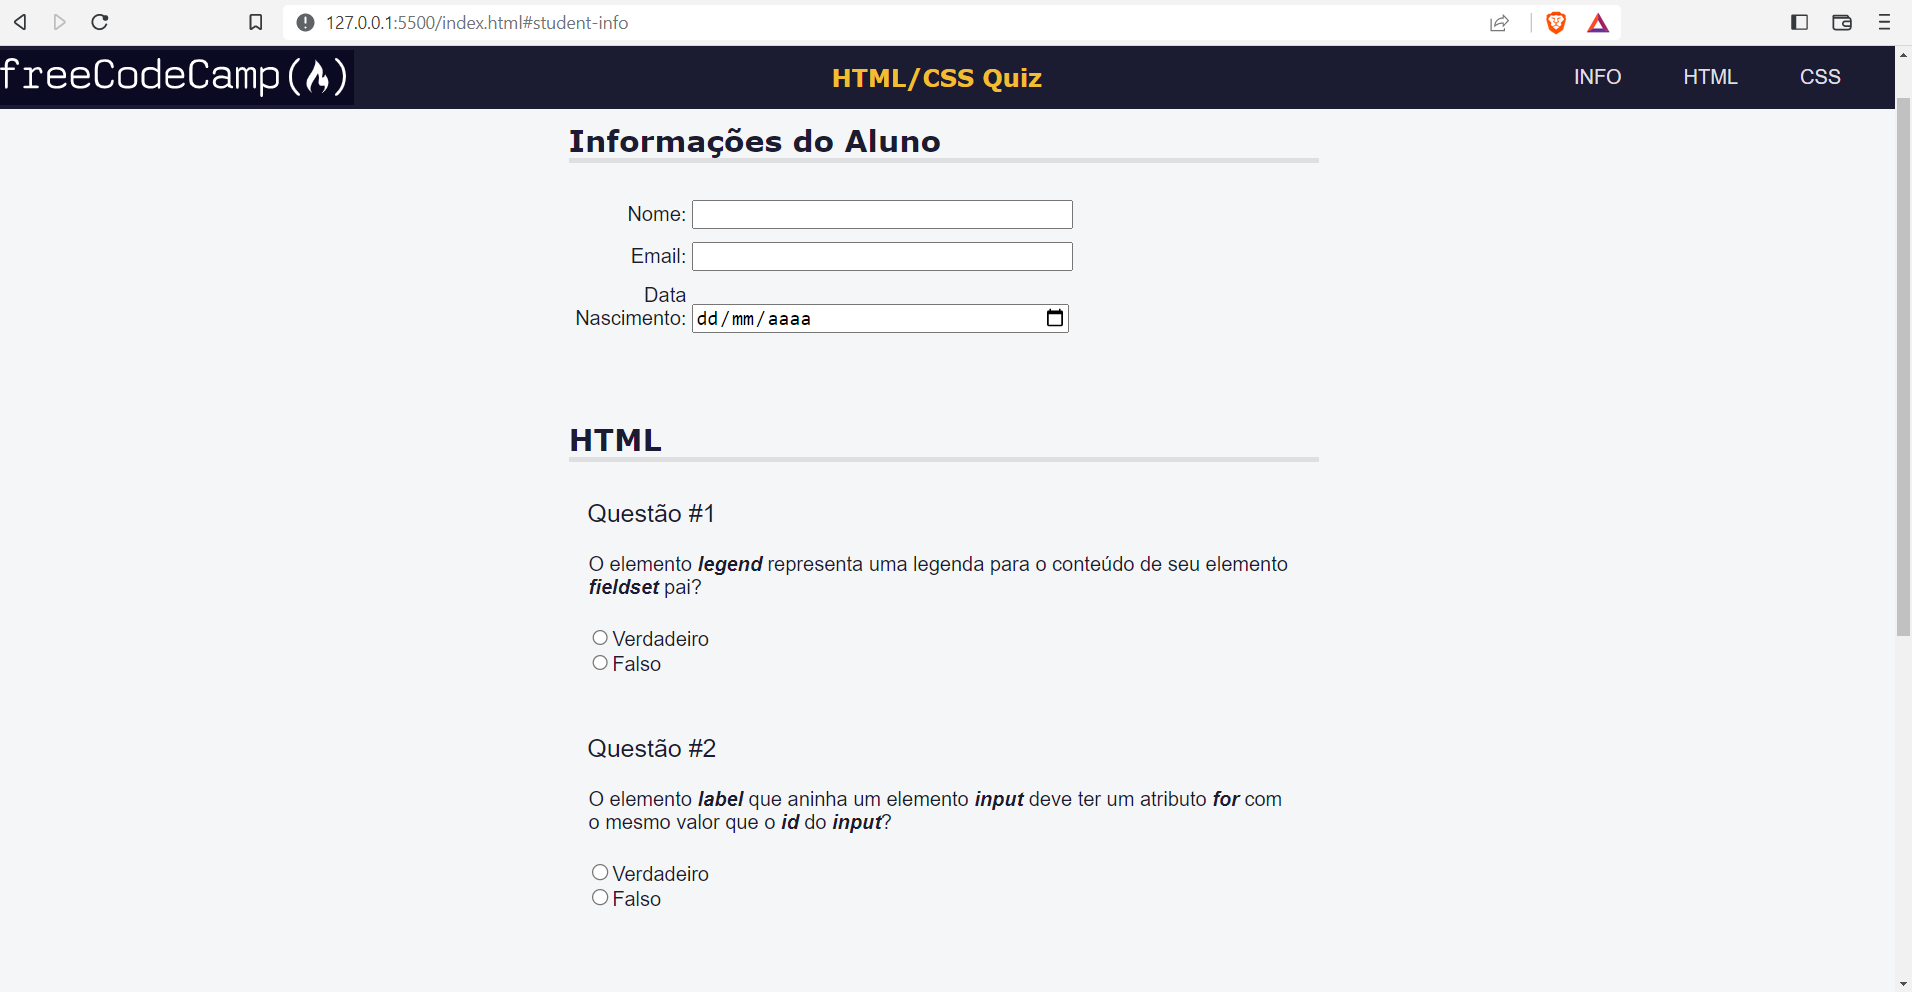 127.0.0.1:5500/index.html#student-info
freeCodeCamp
HTML/CSS Quiz
INFO
HTML
CSS
Informações do Aluno
Nome:
Email:
Data
Nascimento: dd/mm/aaaa
HTML
Questão #1
O elemento legend representa uma legenda para o conteúdo de seu elemento
fieldset pai?
Verdadeiro
Falso
Questão #2
O elemento label que aninha um elemento input deve ter um atributo for com
o mesmo valor que o id do input?
Verdadeiro
Falso